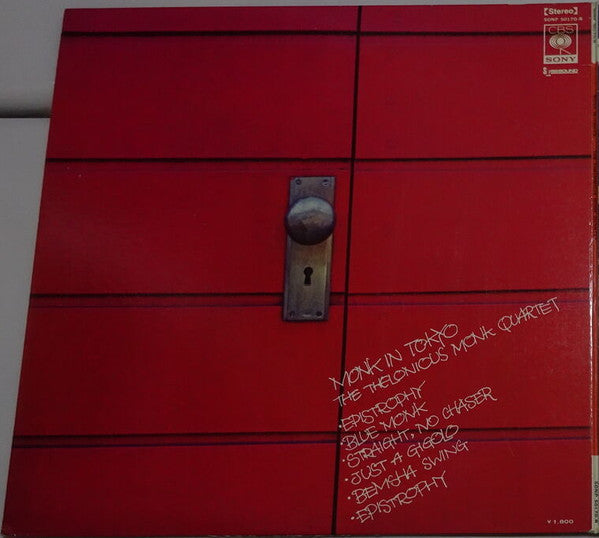 [Stereo]
SONP 50170-R
CBS
SONY
MONK IN TOKYO
THE THELONIOUS MONK QUARTET
·EPISTROPHY
·BLUE MONK
·STRAIGHT, NO CHASER
·JUST A GIGOLO
·BEMSHA SWING
·EPISTROPHY
¥1,800